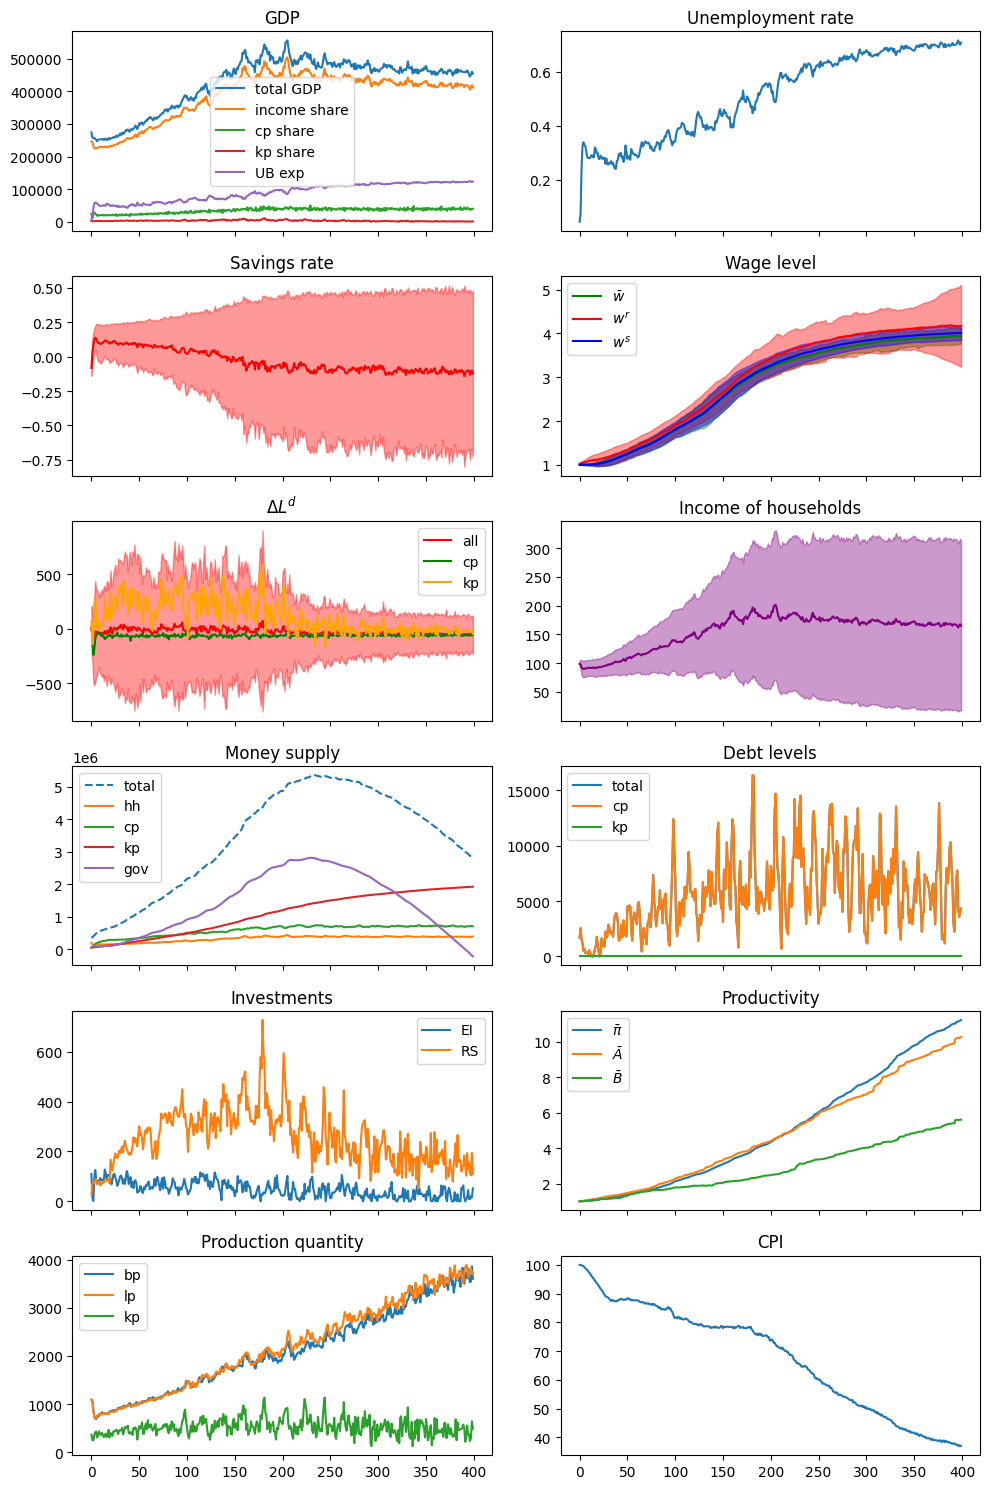 GDP
500000
400000
300000
200000
100000
0
total GDP
income share
cp share
kp share
UB exp
Unemployment rate
0.6
0.4
0.2
Savings rate
0.50
0.25
0.00
−0.25
−0.50
−0.75
Wage level
5
4
3
2
1
w̄
wʳ
wˢ
ΔLᵈ
500
0
−500
all
cp
kp
Income of households
300
250
200
150
100
50
Money supply
1e6
5
4
3
2
1
0
total
hh
cp
kp
gov
Debt levels
15000
10000
5000
0
total
cp
kp
Investments
600
400
200
0
EI
RS
Productivity
10
8
6
4
2
π̄
Ā
B̄
Production quantity
4000
3000
2000
1000
0
bp
lp
kp
0 50 100 150 200 250 300 350 400
CPI
100
90
80
70
60
50
40
0 50 100 150 200 250 300 350 400